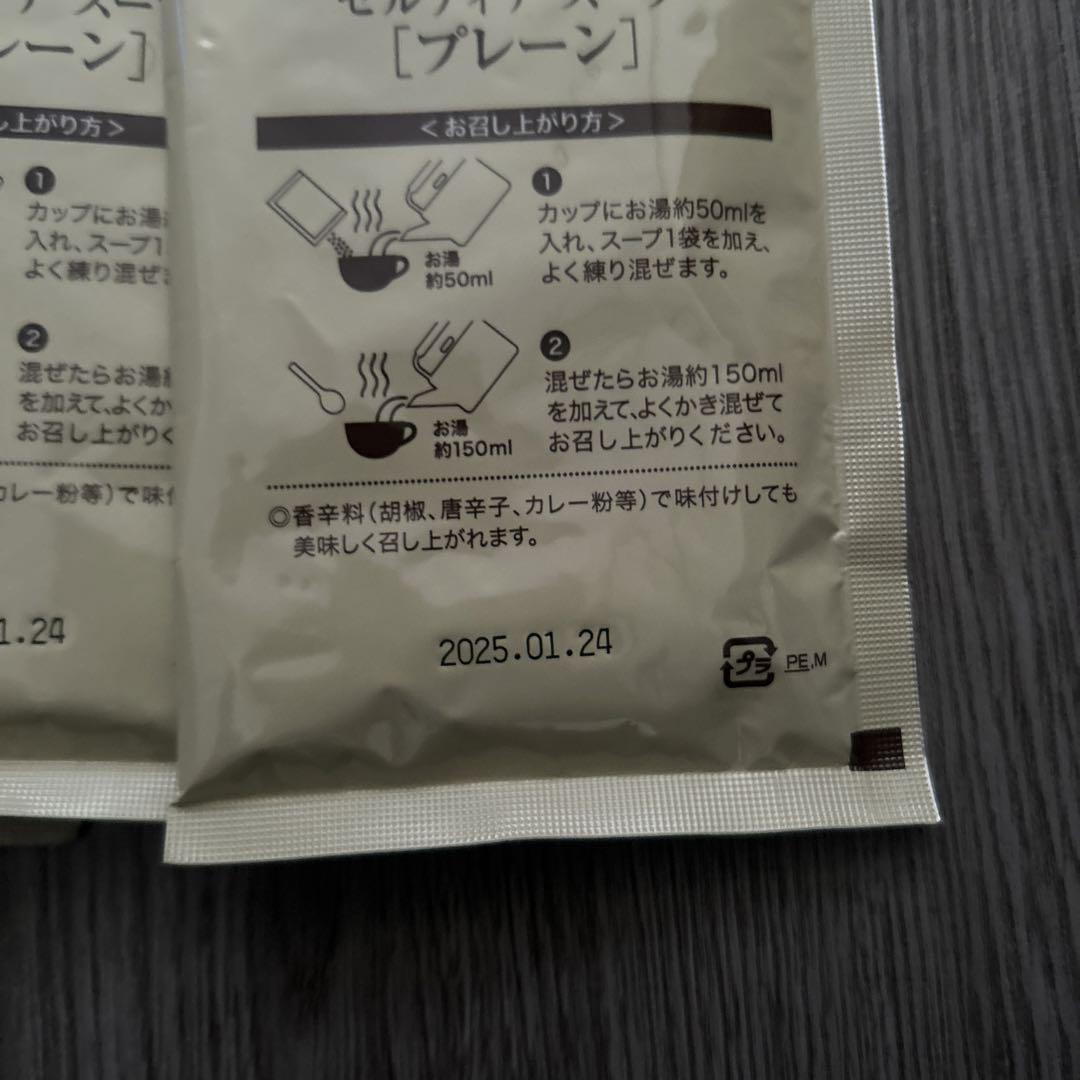 [プレーン]
＜お召し上がり方＞
❶
カップにお湯約50mlを
入れ、スープ1袋を加え、
よく練り混ぜます。
お湯
約50ml
❷
混ぜたらお湯約150ml
を加えて、よくかき混ぜて
お召し上がりください。
お湯
約150ml
◎香辛料(胡椒、唐辛子、カレー粉等)で味付けしても
美味しく召し上がれます。
2025.01.24
プラ PE,M
レーン]
し上がり方＞
❶
カップにお湯
入れ、スープ1
よく練り混ぜま
❷
混ぜたらお湯
を加えて、よくか
お召し上がりく
カレー粉等)で味付
1.24